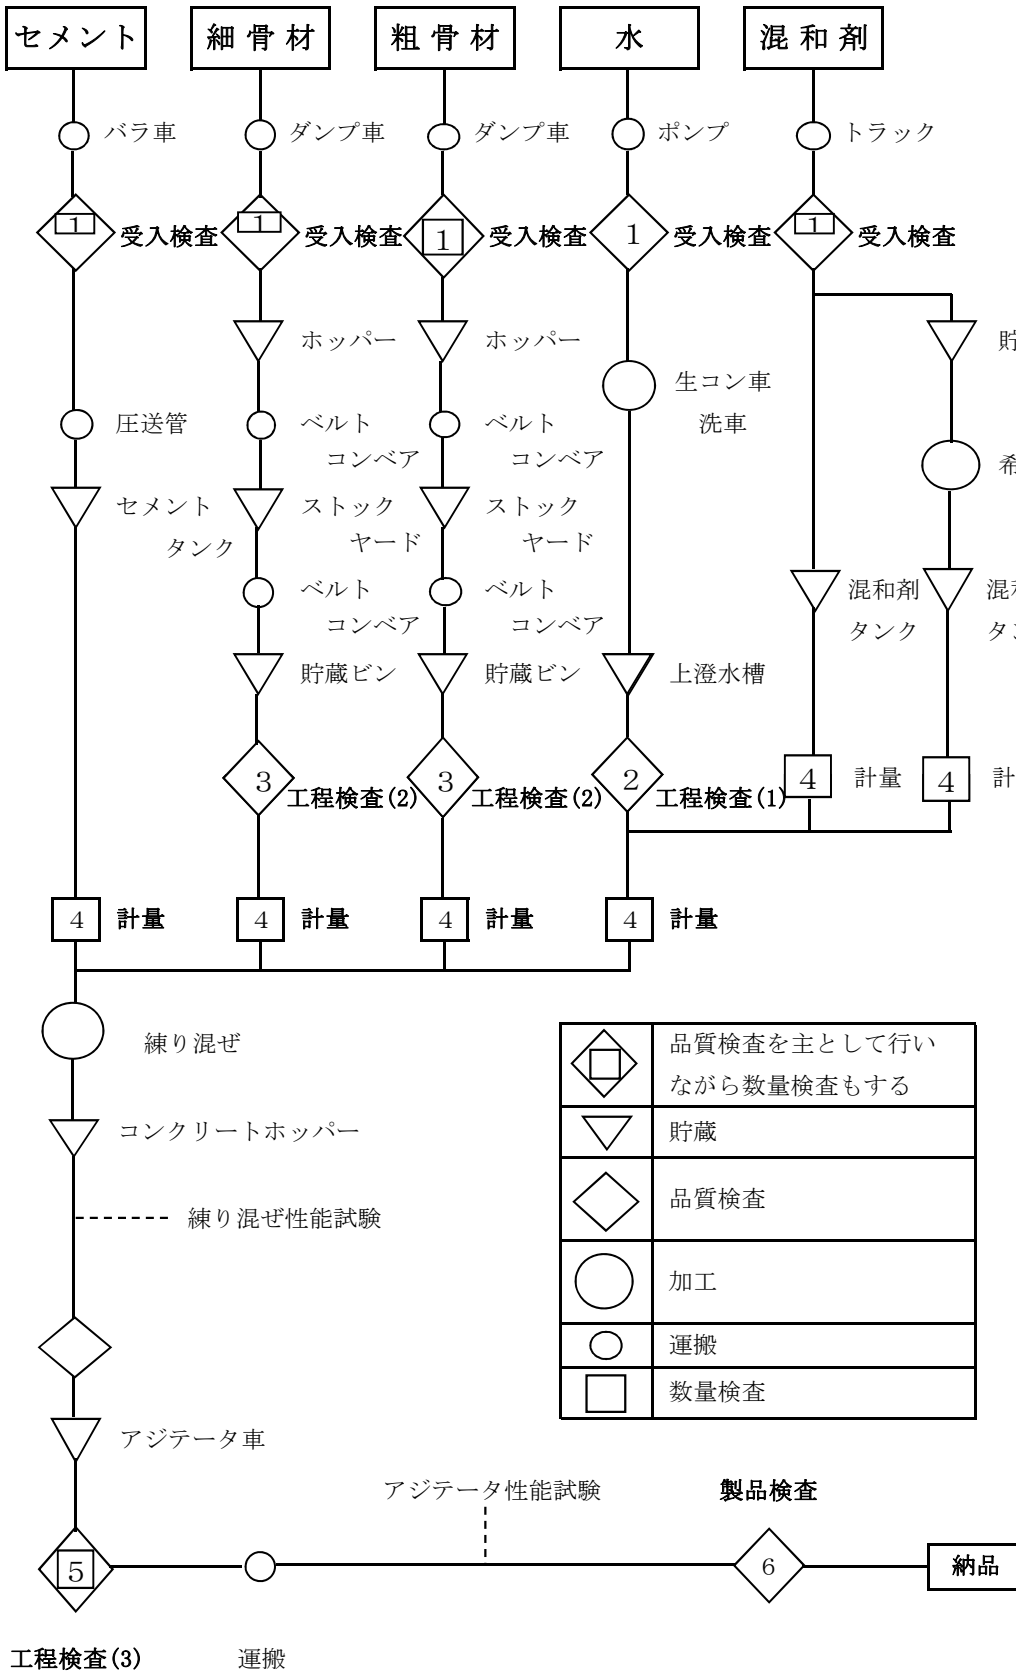 セメント
細骨材
粗骨材
水
混和剤
バラ車
ダンプ車
ダンプ車
ポンプ
トラック
1
受入検査
1
受入検査
1
受入検査
1
受入検査
1
受入検査
ホッパー
ホッパー
貯
生コン車
洗車
圧送管
ベルト
コンベア
ベルト
コンベア
希
セメント
タンク
ストック
ヤード
ストック
ヤード
ベルト
コンベア
ベルト
コンベア
混和剤
タンク
混和
タン
貯蔵ビン
貯蔵ビン
上澄水槽
3
工程検査(2)
3
工程検査(2)
2
工程検査(1)
4
計量
4
計
4
計量
4
計量
4
計量
4
計量
練り混ぜ
品質検査を主として行い
ながら数量検査もする
コンクリートホッパー
貯蔵
品質検査
練り混ぜ性能試験
加工
運搬
数量検査
アジテータ車
アジテータ性能試験
製品検査
5
6
納品
工程検査(3)
運搬